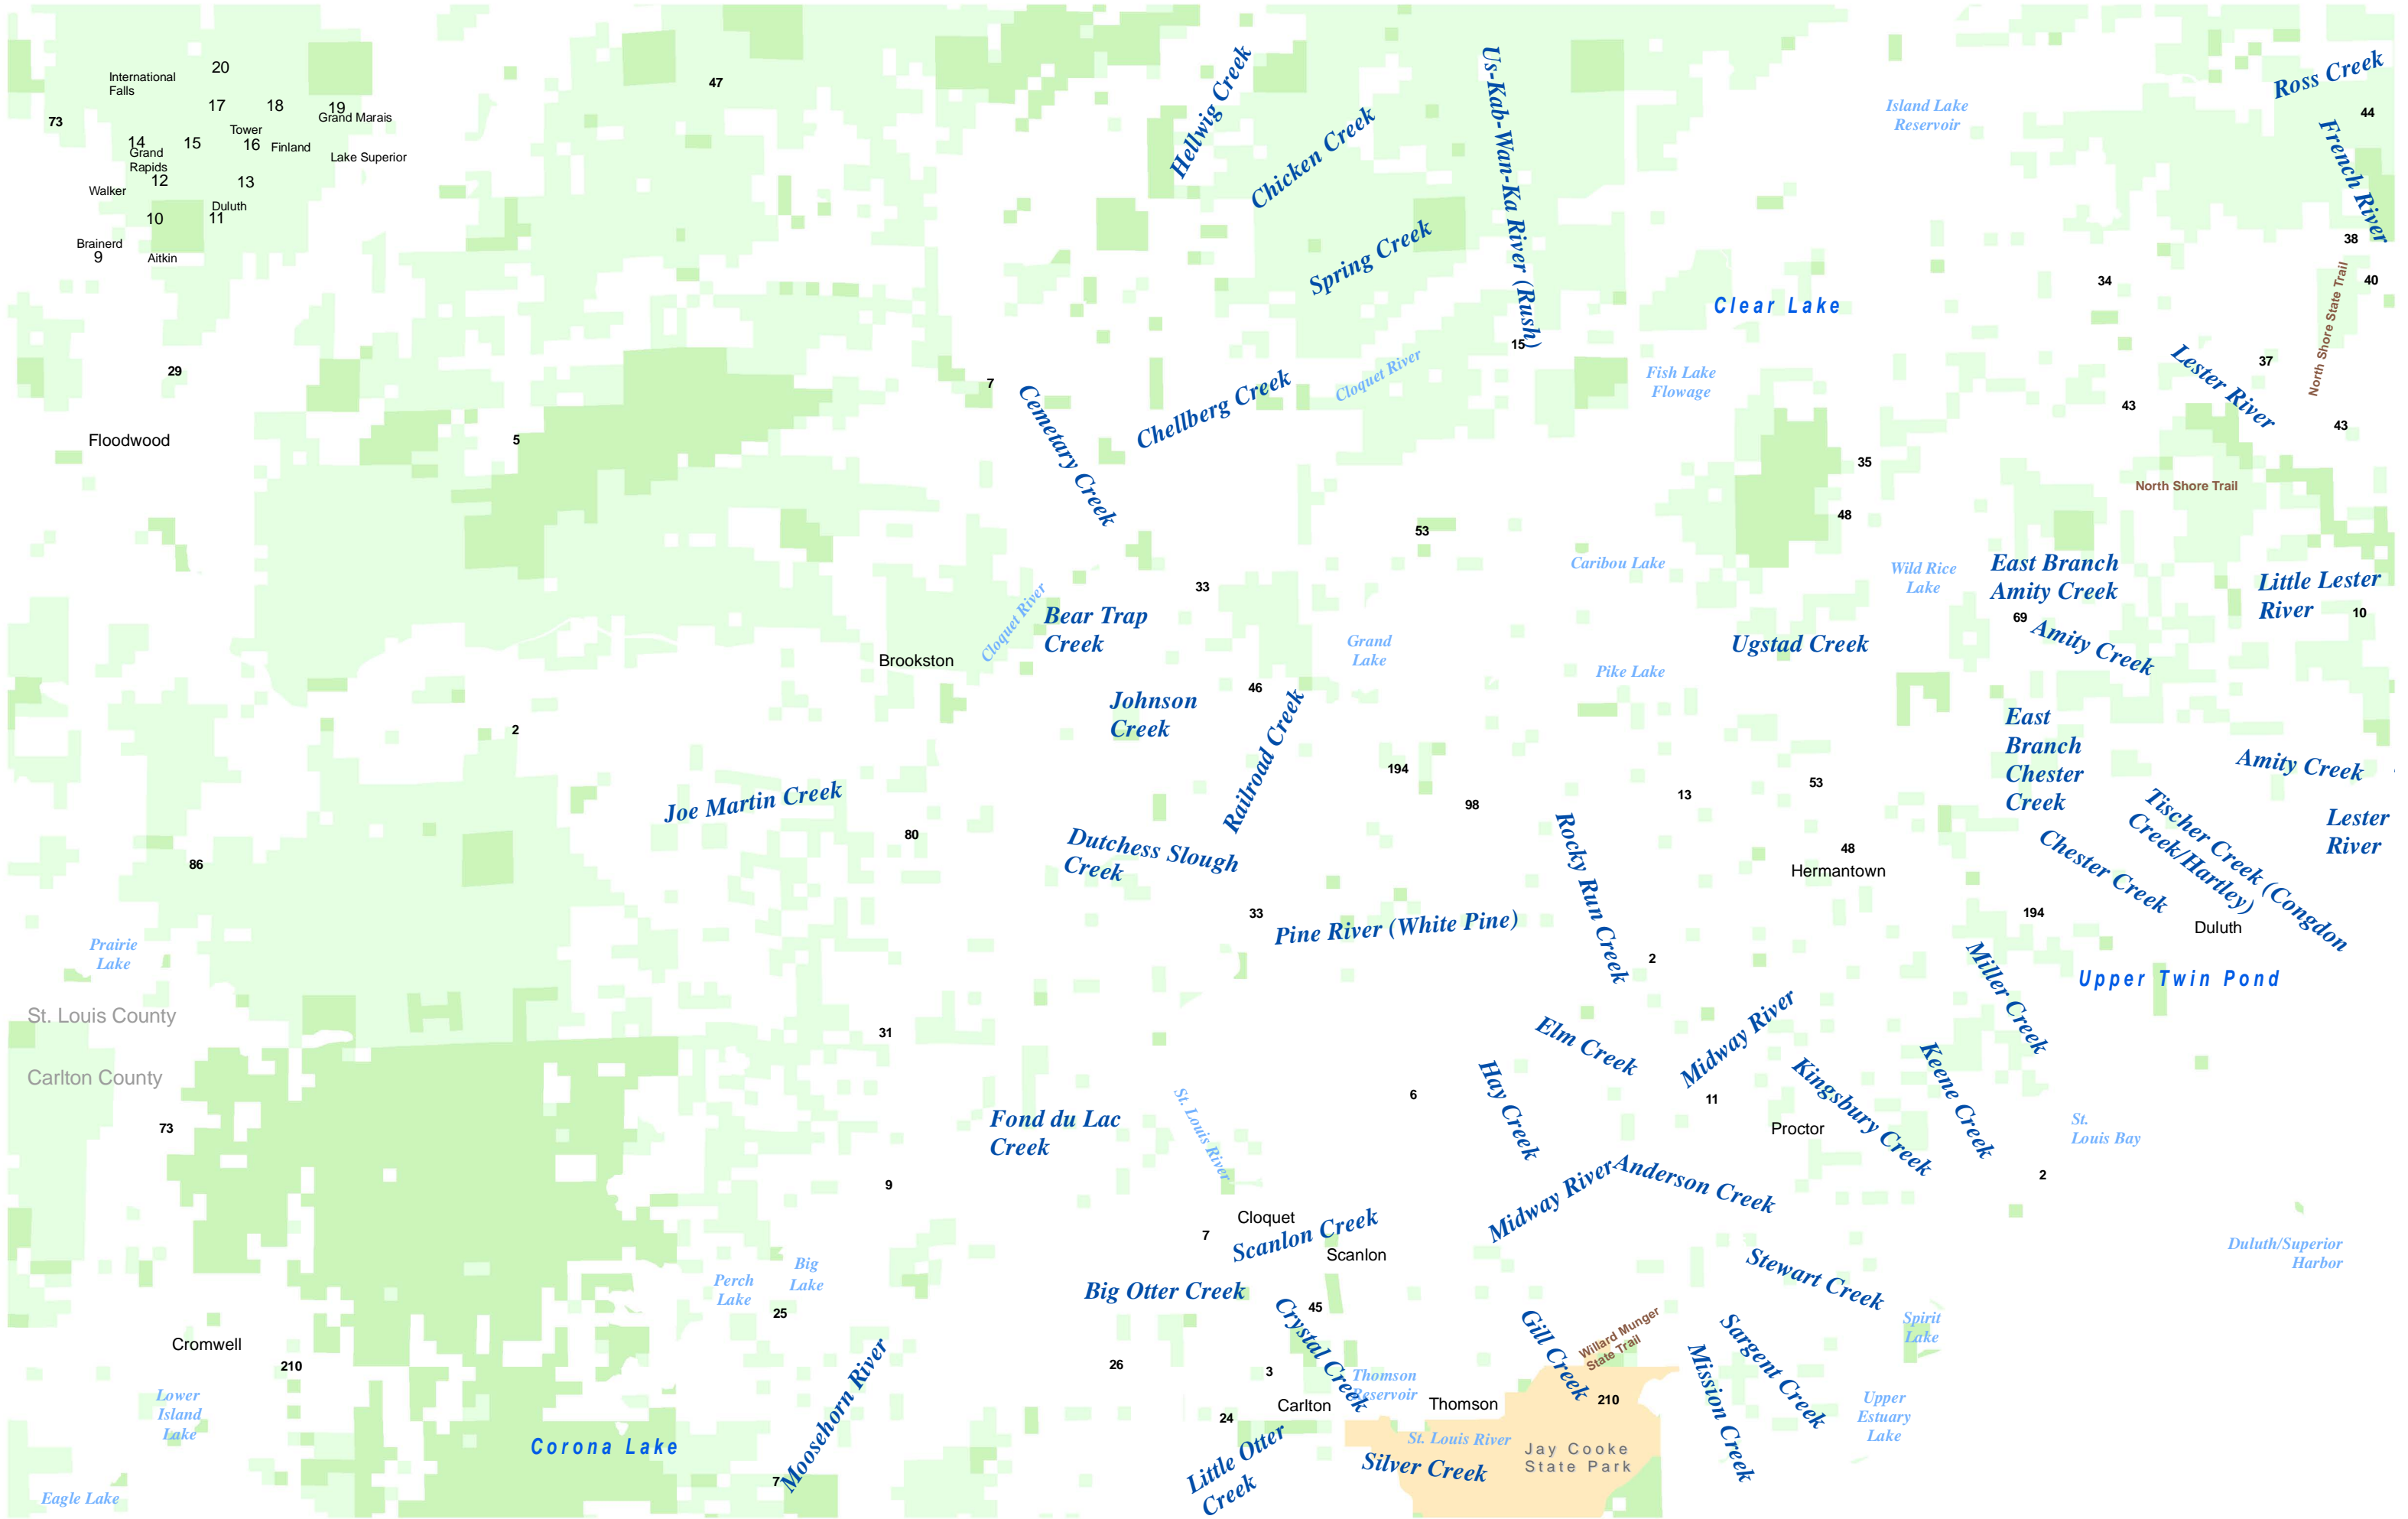 International
Falls
20
17
18
19
Grand Marais
73
14
Grand
Rapids
15
Tower
16
Finland
Lake Superior
12
13
Walker
10
Duluth
11
Brainerd
9
Aitkin
47
Hellwig Creek
Chicken Creek
Us-Kab-Wan-Ka River (Rush)
Spring Creek
Island Lake
Reservoir
Ross Creek
44
French River
38
34
40
North Shore State Trail
Clear Lake
15
29
7
Cemetary Creek
Chellberg Creek
Cloquet River
Fish Lake
Flowage
Lester River
37
43
43
Floodwood
5
35
North Shore Trail
48
53
33
Caribou Lake
Wild Rice
Lake
East Branch
Amity Creek
Little Lester
River
10
69
Amity Creek
Cloquet River
Bear Trap
Creek
Brookston
Grand
Lake
Pike Lake
Ugstad Creek
46
Johnson
Creek
Railroad Creek
2
East
Branch
Chester
Creek
Amity Creek
194
53
13
98
Joe Martin Creek
80
Dutchess Slough
Creek
Rocky Run Creek
48
Hermantown
Tischer Creek (Congdon
Creek/Hartley)
Lester
River
Chester Creek
86
33
Pine River (White Pine)
194
Duluth
Prairie
Lake
2
Miller Creek
Upper Twin Pond
St. Louis County
31
Elm Creek
Midway River
Carlton County
Keene Creek
Kingsbury Creek
Hay Creek
6
11
73
Fond du Lac
Creek
St. Louis River
Proctor
St.
Louis Bay
9
Midway River
Anderson Creek
2
Cloquet
7
Scanlon Creek
Scanlon
Duluth/Superior
Harbor
Big
Lake
Perch
Lake
Stewart Creek
25
Big Otter Creek
45
Crystal Creek
Gill Creek
Willard Munger
State Trail
Spirit
Lake
Cromwell
210
Moosehorn River
26
3
Sargent Creek
Mission Creek
Lower
Island
Lake
Thomson
Reservoir
Carlton
Thomson
210
Upper
Estuary
Lake
24
Corona Lake
St. Louis River
Jay Cooke
State Park
Little Otter
Creek
Silver Creek
7
Eagle Lake